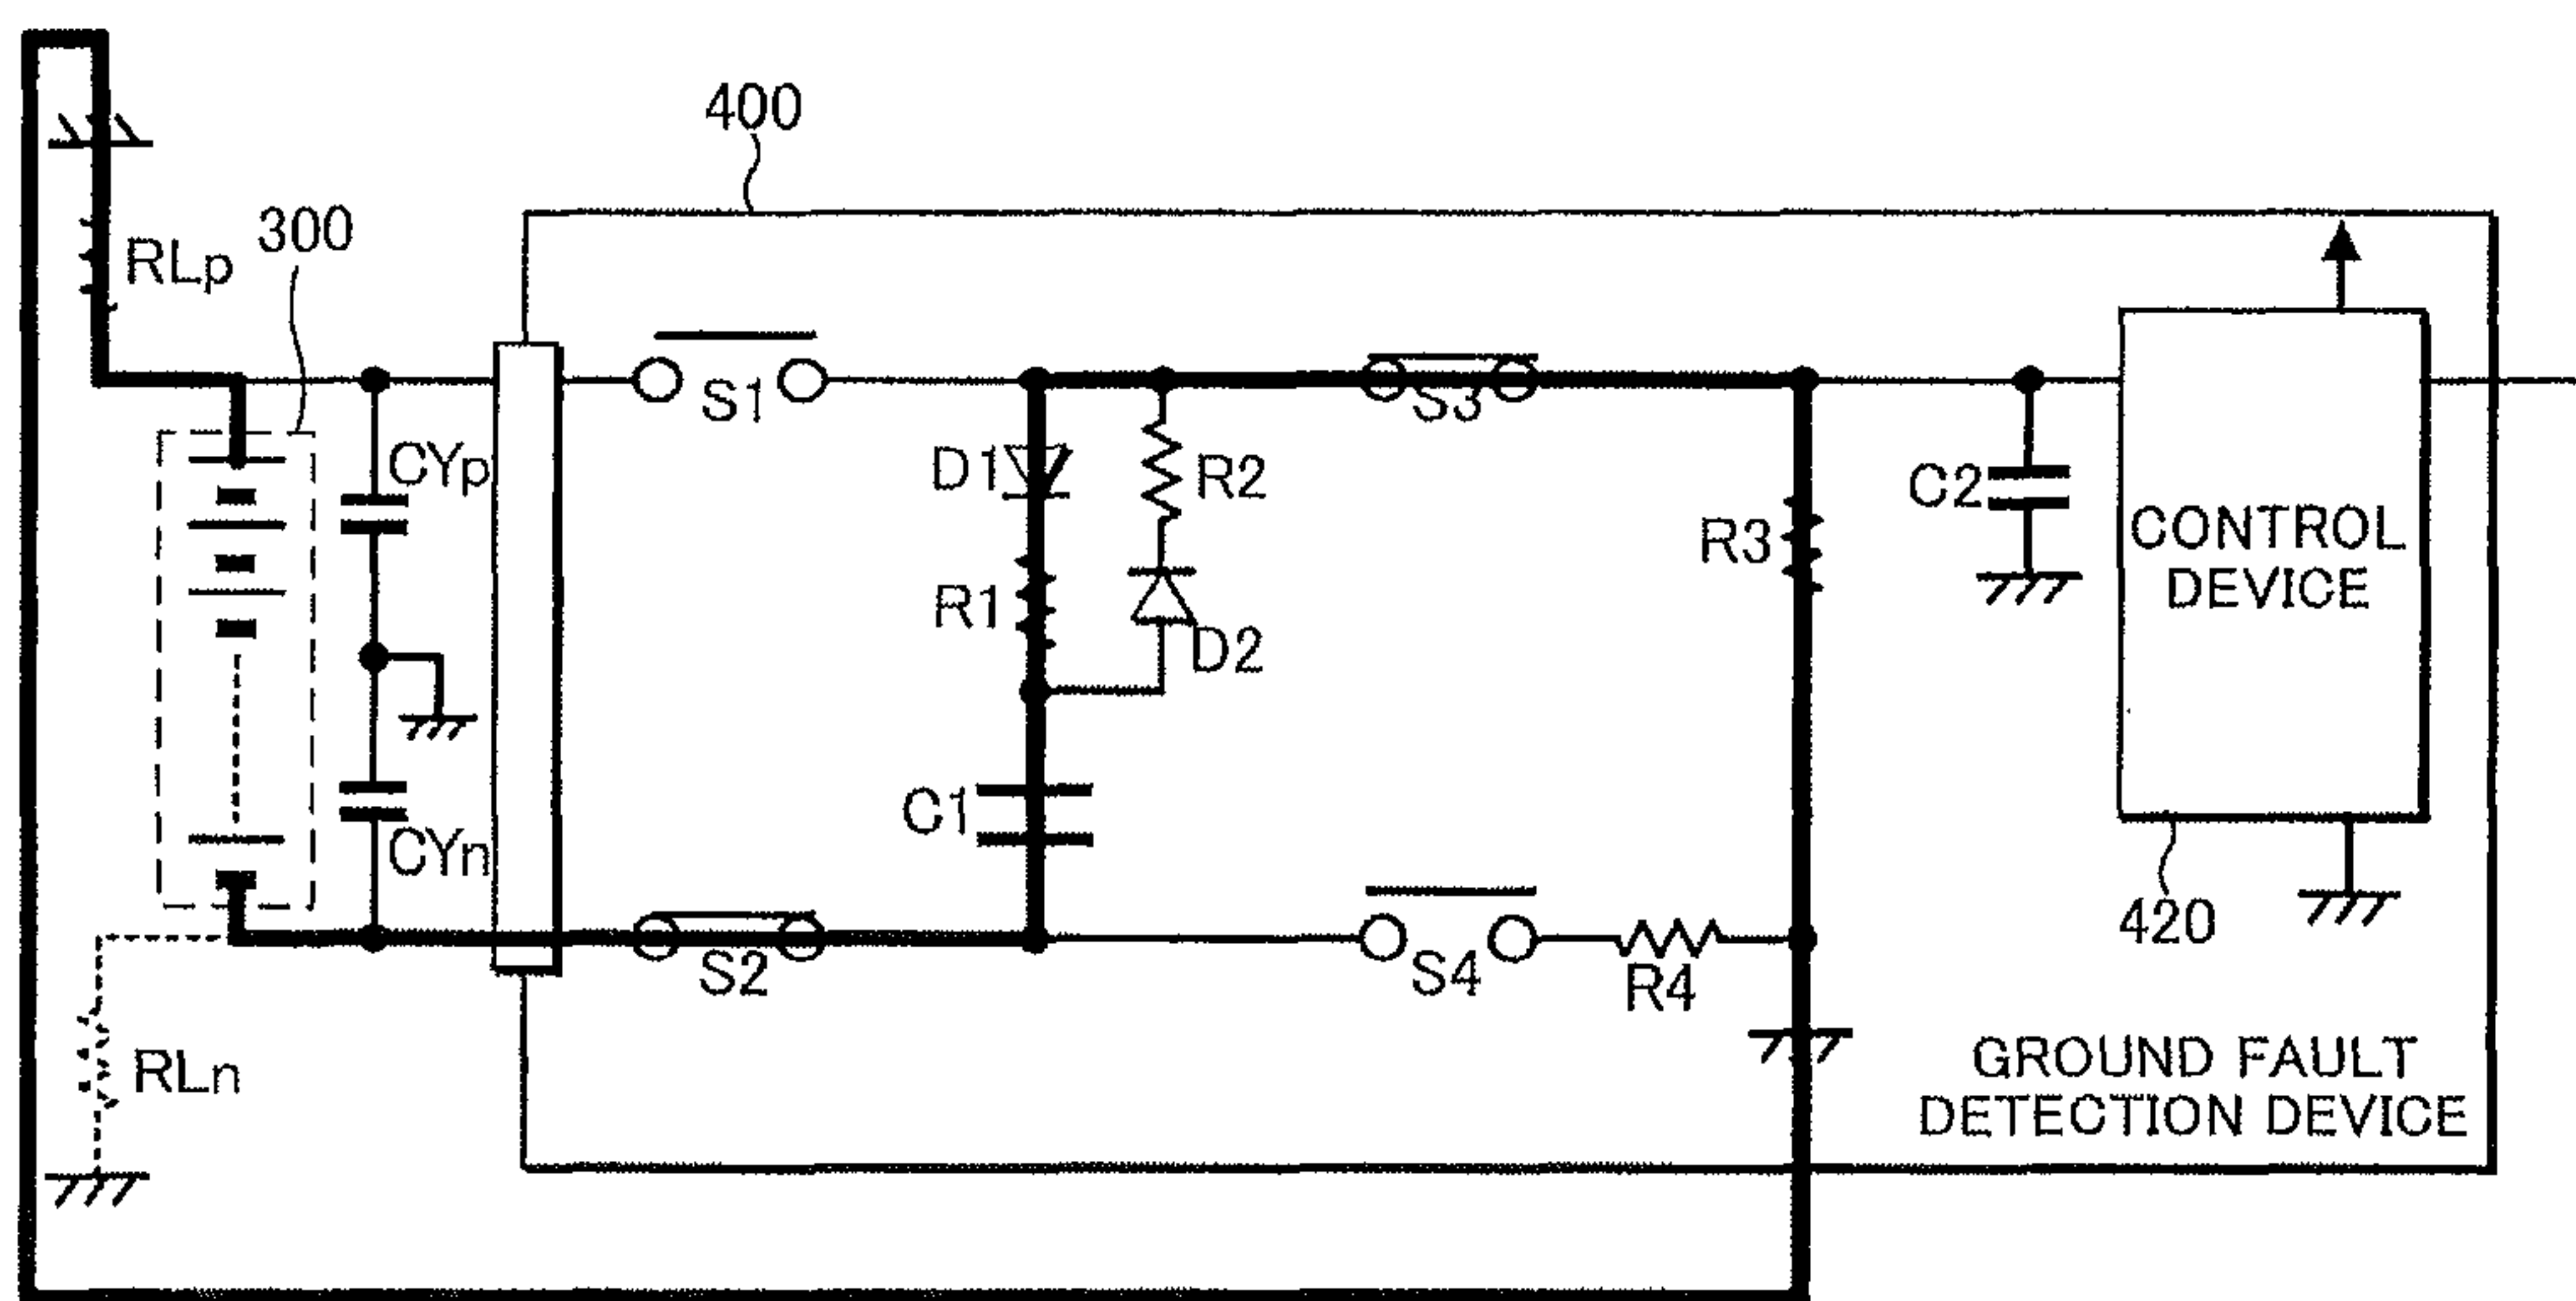 400
300
RLp
S1
S3
CYp
D1
R2
C2
R3
CONTROL
DEVICE
R1
D2
C1
CYn
S2
S4
R4
420
RLn
GROUND FAULT
DETECTION DEVICE